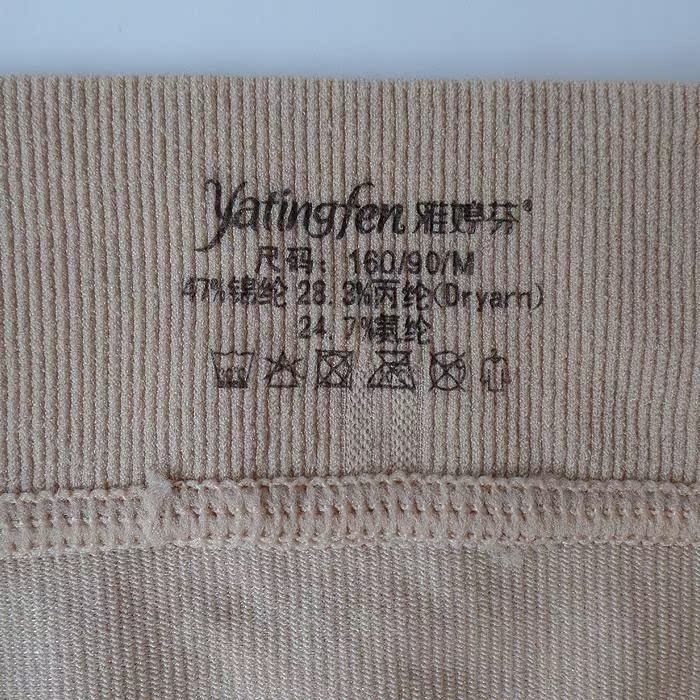 Yatingfen 雅婷芬®
尺码：160/90/M
47%锦纶 28.3%丙纶(Dryarn)
24.7%氨纶